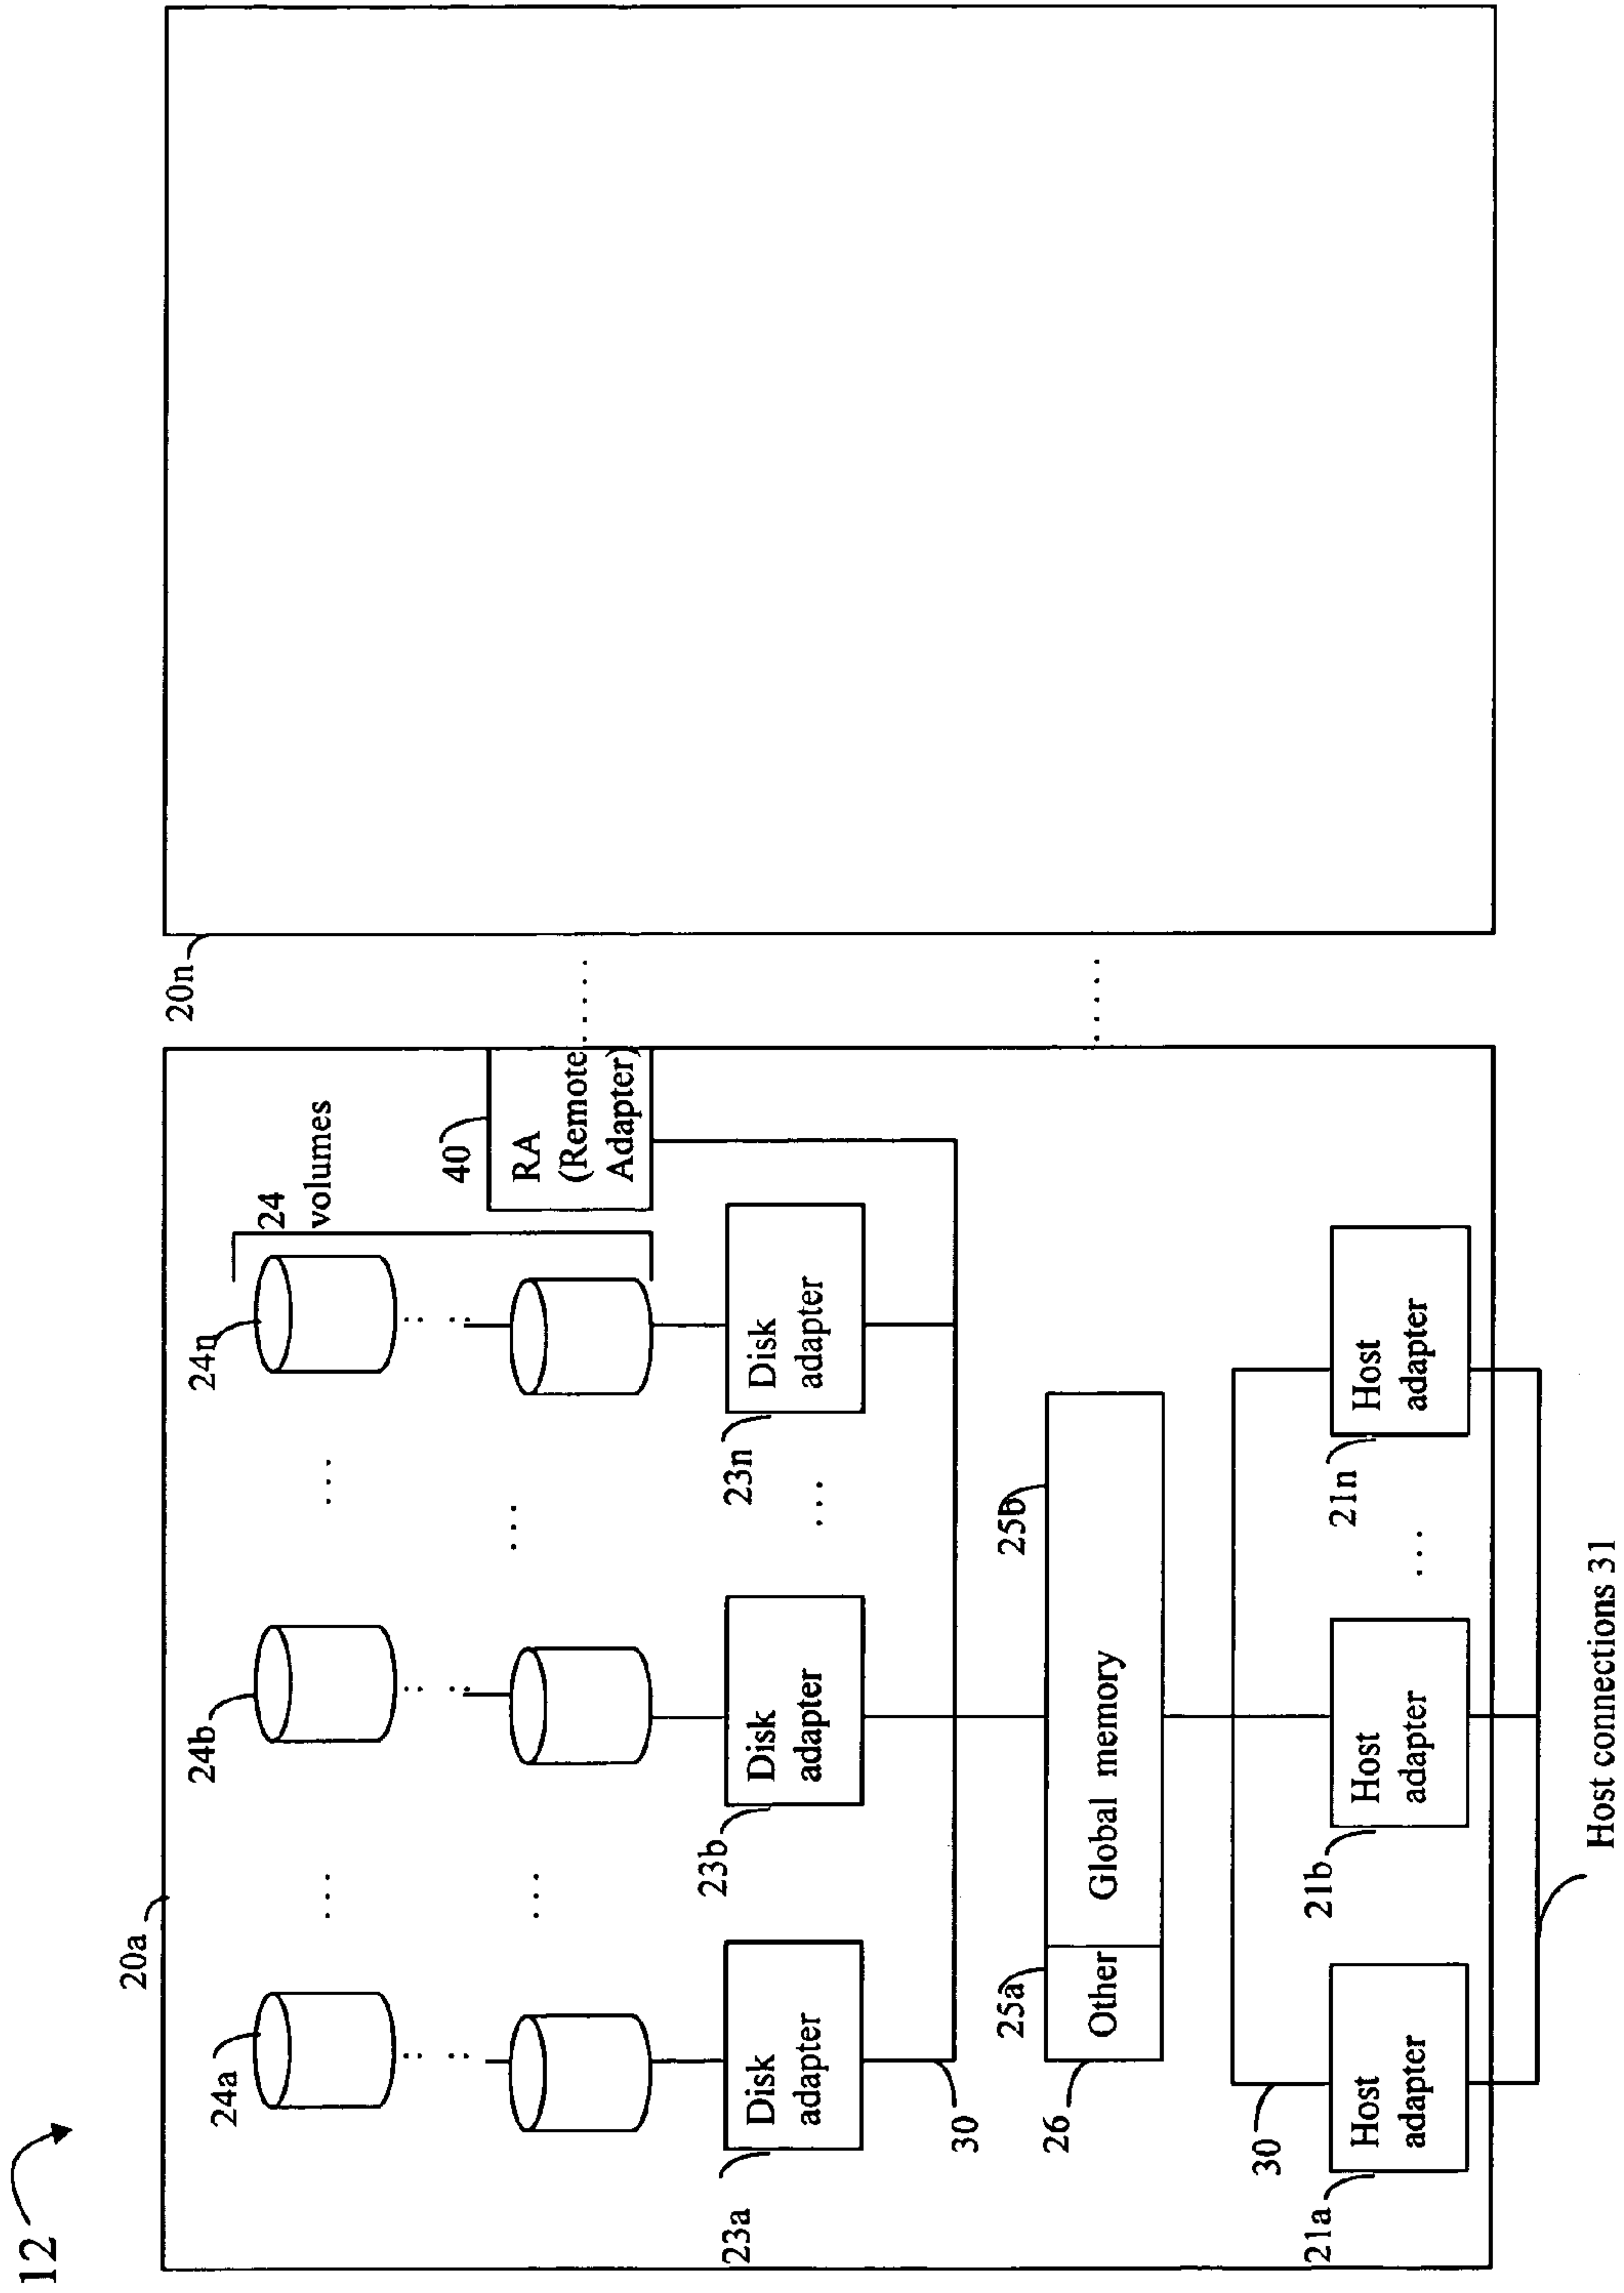 12
20a
20n
24a
24b
24n
24
volumes
40
RA
(Remote
Adapter)
Disk
adapter
Disk
adapter
Disk
adapter
23a
23b
23n
30
25a
25b
26
Other
Global memory
30
Host
adapter
Host
adapter
Host
adapter
21a
21b
21n
Host connections 31